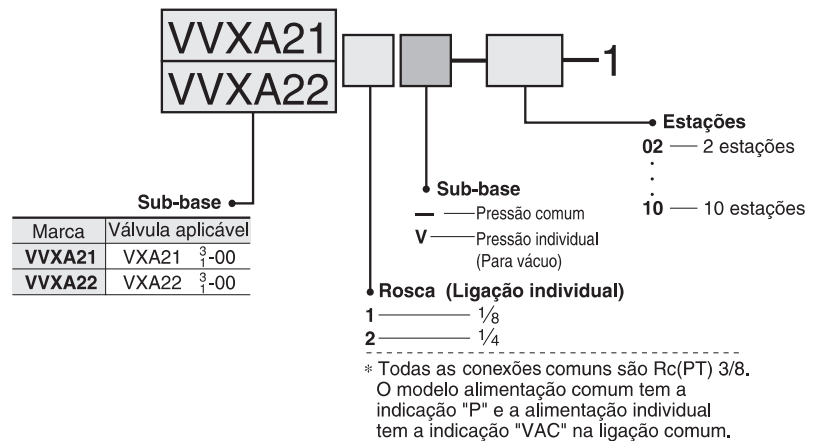 VVXA21
VVXA22
1
Estações
02 — 2 estações
10 — 10 estações
Sub-base
— Pressão comum
V Pressão individual
(Para vácuo)
Sub-base
Marca Válvula aplicável
VVXA21 VXA21 3/1-00
VVXA22 VXA22 3/1-00
Rosca (Ligação individual)
1 1/8
2 1/4
* Todas as conexões comuns são Rc(PT) 3/8.
O modelo alimentação comum tem a
indicação "P" e a alimentação individual
tem a indicação "VAC" na ligação comum.